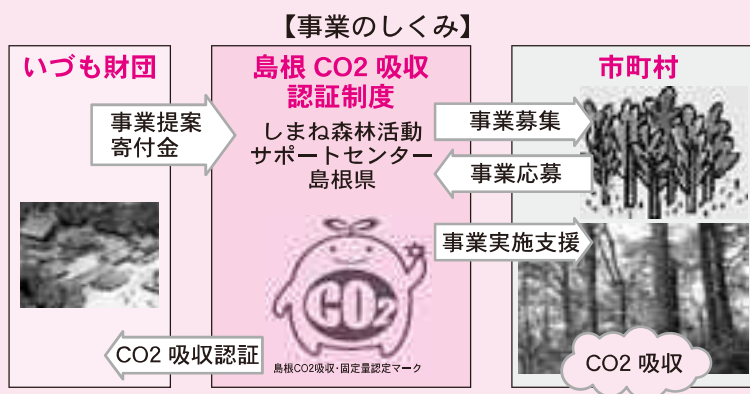 【事業のしくみ】
いづも財団
事業提案
寄付金
CO2 吸収認証
島根 CO2 吸収
認証制度
しまね森林活動
サポートセンター
島根県
CO2
島根CO2吸収・固定量認定マーク
事業募集
事業応募
事業実施支援
市町村
CO2 吸収